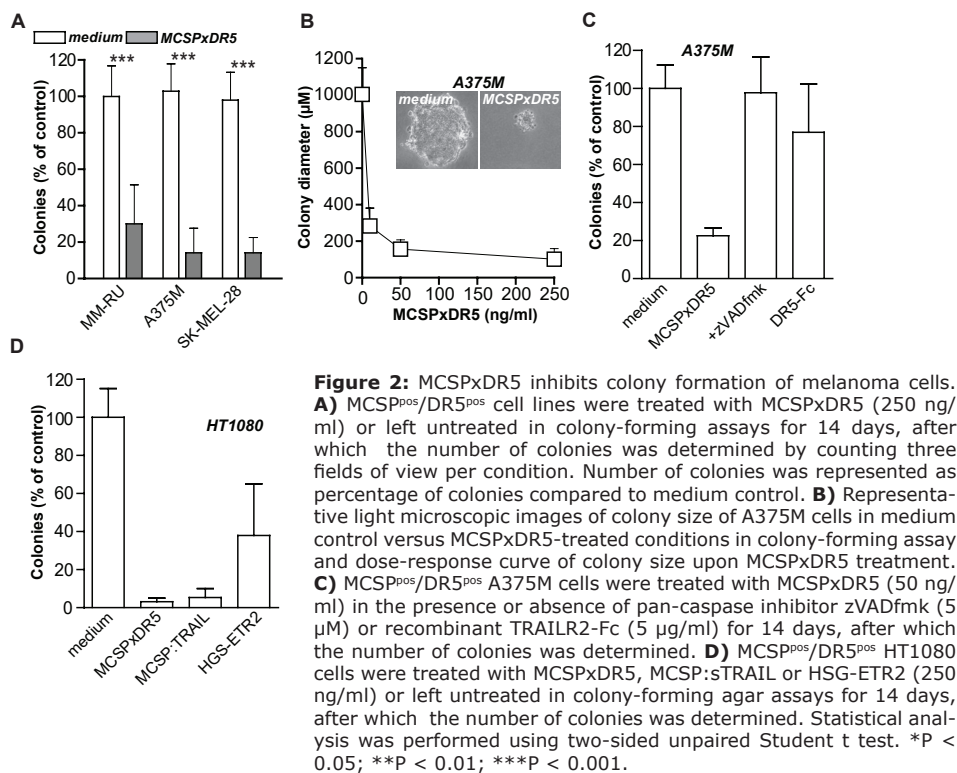 A
medium MCSPxDR5
Colonies (% of control)
120
100
80
60
40
20
0
***
***
***
MM-RU
A375M
SK-MEL-28
B
Colony diameter (µM)
1200
1000
800
600
400
200
0
A375M
medium
MCSPxDR5
0 50 100 150 200 250
MCSPxDR5 (ng/ml)
C
A375M
Colonies (% of control)
120
100
80
60
40
20
0
medium
MCSPxDR5
+zVADfmk
DR5-Fc
D
HT1080
Colonies (% of control)
120
100
80
60
40
20
0
medium
MCSPxDR5
MCSP::TRAIL
HGS-ETR2
Figure 2: MCSPxDR5 inhibits colony formation of melanoma cells.
A) MCSPpos/DR5pos cell lines were treated with MCSPxDR5 (250 ng/
ml) or left untreated in colony-forming assays for 14 days, after
which the number of colonies was determined by counting three
fields of view per condition. Number of colonies was represented as
percentage of colonies compared to medium control. B) Representa-
tive light microscopic images of colony size of A375M cells in medium
control versus MCSPxDR5-treated conditions in colony-forming assay
and dose-response curve of colony size upon MCSPxDR5 treatment.
C) MCSPpos/DR5pos A375M cells were treated with MCSPxDR5 (50 ng/
ml) in the presence or absence of pan-caspase inhibitor zVADfmk (5
µM) or recombinant TRAILR2-Fc (5 µg/ml) for 14 days, after which
the number of colonies was determined. D) MCSPpos/DR5pos HT1080
cells were treated with MCSPxDR5, MCSP:sTRAIL or HSG-ETR2 (250
ng/ml) or left untreated in colony-forming agar assays for 14 days,
after which the number of colonies was determined. Statistical anal-
ysis was performed using two-sided unpaired Student t test. *P <
0.05; **P < 0.01; ***P < 0.001.